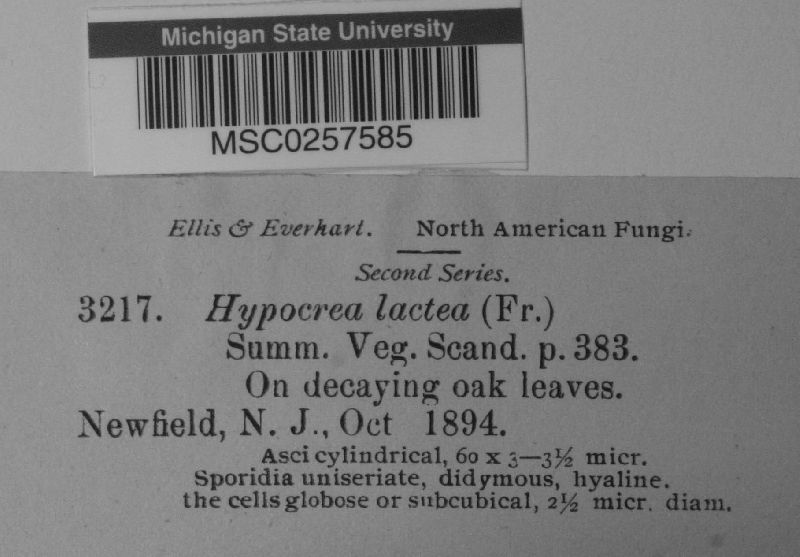 Michigan State University
MSC0257585
Ellis & Everhart. North American Fungi.
Second Series.
3217. Hypocrea lactea (Fr.)
Summ. Veg. Scand. p. 383.
On decaying oak leaves.
Newfield, N. J., Oct 1894.
Asci cylindrical, 60 x 3—3½ micr.
Sporidia uniseriate, didymous, hyaline.
the cells globose or subcubical, 2½ micr. diam.